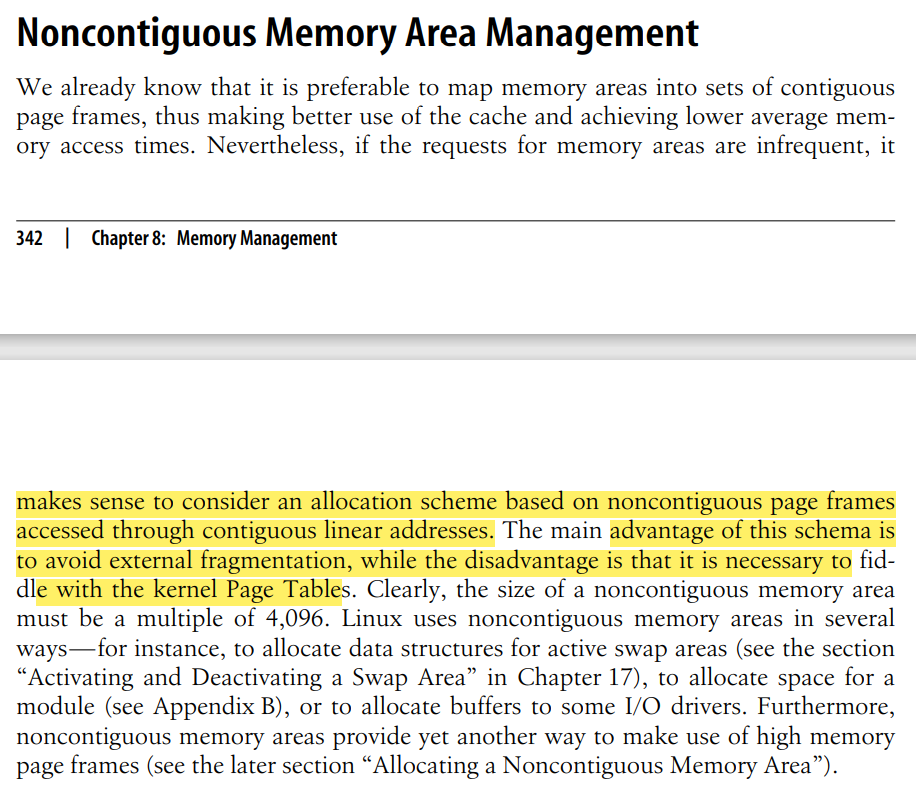 Noncontiguous Memory Area Management
We already know that it is preferable to map memory areas into sets of contiguous
page frames, thus making better use of the cache and achieving lower average mem-
ory access times. Nevertheless, if the requests for memory areas are infrequent, it
342 | Chapter 8: Memory Management
makes sense to consider an allocation scheme based on noncontiguous page frames
accessed through contiguous linear addresses. The main advantage of this schema is
to avoid external fragmentation, while the disadvantage is that it is necessary to fid-
dle with the kernel Page Tables. Clearly, the size of a noncontiguous memory area
must be a multiple of 4,096. Linux uses noncontiguous memory areas in several
ways—for instance, to allocate data structures for active swap areas (see the section
“Activating and Deactivating a Swap Area” in Chapter 17), to allocate space for a
module (see Appendix B), or to allocate buffers to some I/O drivers. Furthermore,
noncontiguous memory areas provide yet another way to make use of high memory
page frames (see the later section “Allocating a Noncontiguous Memory Area”).